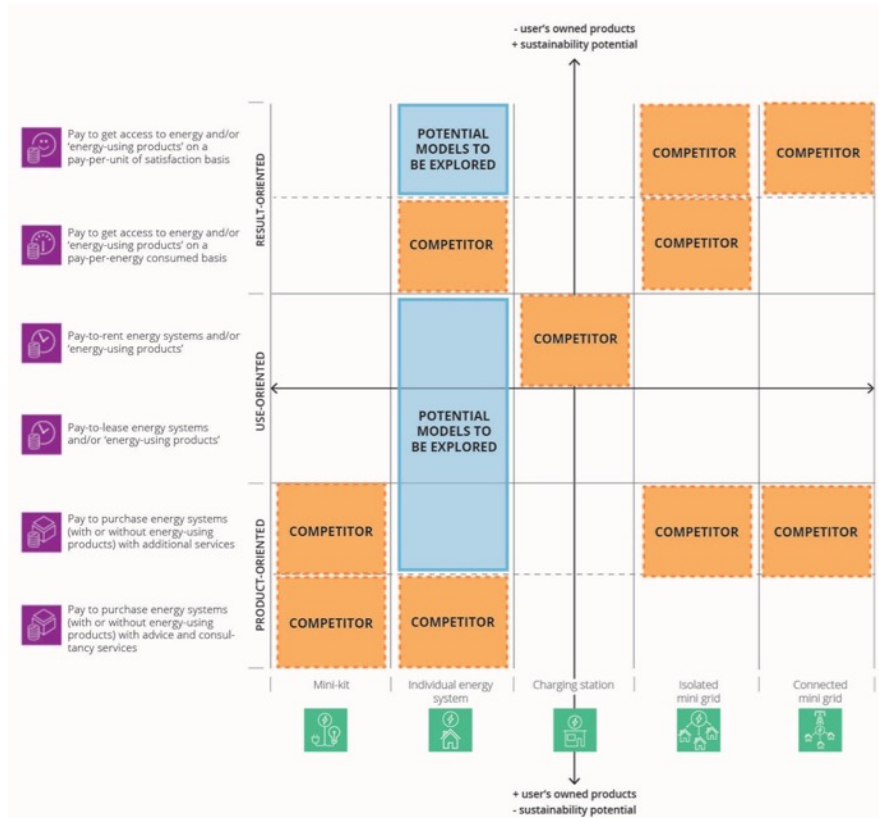 - user's owned products
+ sustainability potential
Pay to get access to energy and/or
'energy-using products' on a
pay-per-unit of satisfaction basis
POTENTIAL
MODELS TO
BE EXPLORED
COMPETITOR
COMPETITOR
RESULT-ORIENTED
Pay to get access to energy and/or
'energy-using products' on a
pay-per-energy consumed basis
COMPETITOR
COMPETITOR
Pay-to-rent energy systems and/or
'energy-using products'
COMPETITOR
USE-ORIENTED
POTENTIAL
MODELS TO
BE EXPLORED
Pay-to-lease energy systems
and/or 'energy-using products'
Pay to purchase energy systems
(with or without energy-using
products) with additional services
COMPETITOR
COMPETITOR
COMPETITOR
PRODUCT-ORIENTED
Pay to purchase energy systems
(with or without energy-using
products) with advice and consul-
tancy services
COMPETITOR
COMPETITOR
Mini-kit
Individual energy
system
Charging station
Isolated
mini grid
Connected
mini grid
+ user's owned products
- sustainability potential